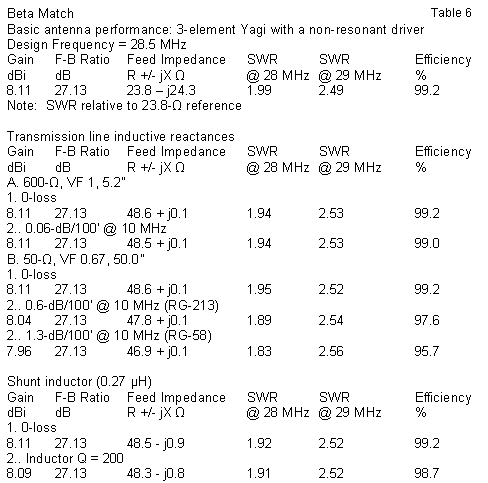 Beta Match Table 6
Basic antenna performance: 3-element Yagi with a non-resonant driver
Design Frequency = 28.5 MHz
Gain F-B Ratio Feed Impedance SWR SWR Efficiency
dBi dB R +/- jX Ω @ 28 MHz @ 29 MHz %
8.11 27.13 23.8 – j24.3 1.99 2.49 99.2
Note: SWR relative to 23.8-Ω reference
Transmission line inductive reactances
Gain F-B Ratio Feed Impedance SWR SWR Efficiency
dBi dB R +/- jX Ω @ 28 MHz @ 29 MHz %
A. 600-Ω, VF 1, 5.2"
1. 0-loss
8.11 27.13 48.6 + j0.1 1.94 2.53 99.2
2.. 0.06-dB/100' @ 10 MHz
8.11 27.13 48.5 + j0.1 1.94 2.53 99.0
B. 50-Ω, VF 0.67, 50.0"
1. 0-loss
8.11 27.13 48.6 + j0.1 1.95 2.52 99.2
2.. 0.6-dB/100' @ 10 MHz (RG-213)
8.04 27.13 47.8 + j0.1 1.89 2.54 97.6
2.. 1.3-dB/100' @ 10 MHz (RG-58)
7.96 27.13 46.9 + j0.1 1.83 2.56 95.7
Shunt inductor (0.27 μH)
Gain F-B Ratio Feed Impedance SWR SWR Efficiency
dBi dB R +/- jX Ω @ 28 MHz @ 29 MHz %
1. 0-loss
8.11 27.13 48.5 - j0.9 1.92 2.52 99.2
2.. Inductor Q = 200
8.09 27.13 48.3 - j0.8 1.91 2.52 98.7